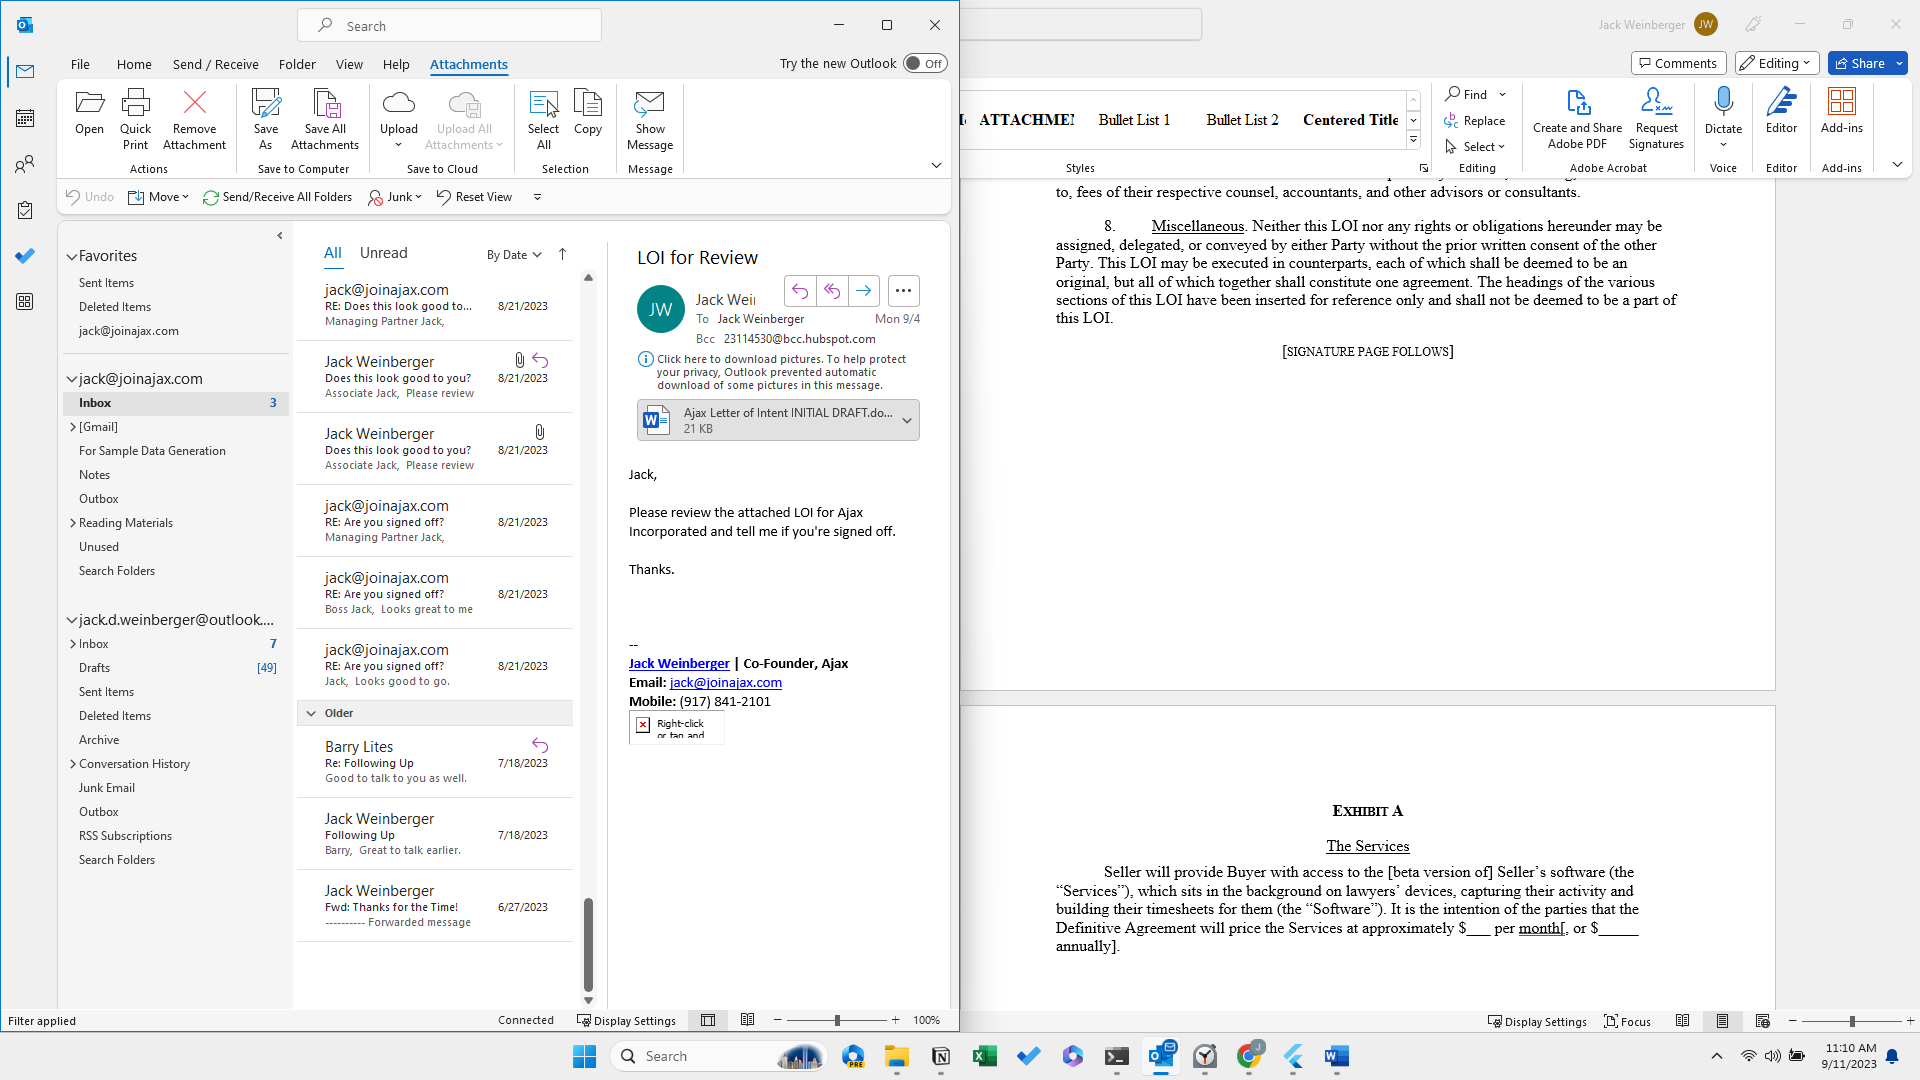 Search
File Home Send / Receive Folder View Help Attachments
Try the new Outlook Off
Open
Quick Print
Remove Attachment
Actions
Save As
Save All Attachments
Save to Computer
Upload
Upload All Attachments
Save to Cloud
Select All
Copy
Selection
Show Message
Message
Undo Move Send/Receive All Folders Junk Reset View
Favorites
Sent Items
Deleted Items
jack@joinajax.com
jack@joinajax.com
Inbox 3
[Gmail]
For Sample Data Generation
Notes
Outbox
Reading Materials
Unused
Search Folders
jack.d.weinberger@outlook....
Inbox 7
Drafts [49]
Sent Items
Deleted Items
Archive
Conversation History
Junk Email
Outbox
RSS Subscriptions
Search Folders
All Unread By Date
jack@joinajax.com
RE: Does this look good to... 8/21/2023
Managing Partner Jack,
Jack Weinberger
Does this look good to you? 8/21/2023
Associate Jack, Please review
Jack Weinberger
Does this look good to you? 8/21/2023
Associate Jack, Please review
jack@joinajax.com
RE: Are you signed off? 8/21/2023
Managing Partner Jack,
jack@joinajax.com
RE: Are you signed off? 8/21/2023
Boss Jack, Looks great to me
jack@joinajax.com
RE: Are you signed off? 8/21/2023
Jack, Looks good to go.
Older
Barry Lites
Re: Following Up 7/18/2023
Good to talk to you as well.
Jack Weinberger
Following Up 7/18/2023
Barry, Great to talk earlier.
Jack Weinberger
Fwd: Thanks for the Time! 6/27/2023
---------- Forwarded message
LOI for Review
JW
Jack Wei
To Jack Weinberger Mon 9/4
Bcc 23114530@bcc.hubspot.com
Click here to download pictures. To help protect
your privacy, Outlook prevented automatic
download of some pictures in this message.
Ajax Letter of Intent INITIAL DRAFT.do...
21 KB
Jack,
Please review the attached LOI for Ajax
Incorporated and tell me if you're signed off.
Thanks.
--
Jack Weinberger | Co-Founder, Ajax
Email: jack@joinajax.com
Mobile: (917) 841-2101
Right-click
or tap and
Filter applied Connected Display Settings 100%
Jack Weinberger JW
Comments Editing Share
ATTACHMEN Bullet List 1 Bullet List 2 Centered Title
Styles
Find
Replace
Select
Editing
Create and Share Adobe PDF
Request Signatures
Adobe Acrobat
Dictate
Voice
Editor
Editor
Add-ins
Add-ins
to, fees of their respective counsel, accountants, and other advisors or consultants.
8. Miscellaneous. Neither this LOI nor any rights or obligations hereunder may be
assigned, delegated, or conveyed by either Party without the prior written consent of the other
Party. This LOI may be executed in counterparts, each of which shall be deemed to be an
original, but all of which together shall constitute one agreement. The headings of the various
sections of this LOI have been inserted for reference only and shall not be deemed to be a part of
this LOI.
[SIGNATURE PAGE FOLLOWS]
EXHIBIT A
The Services
Seller will provide Buyer with access to the [beta version of] Seller’s software (the
“Services”), which sits in the background on lawyers’ devices, capturing their activity and
building their timesheets for them (the “Software”). It is the intention of the parties that the
Definitive Agreement will price the Services at approximately $___ per month[, or $_____
annually].
Display Settings Focus
Search
PRE
J
11:10 AM
9/11/2023